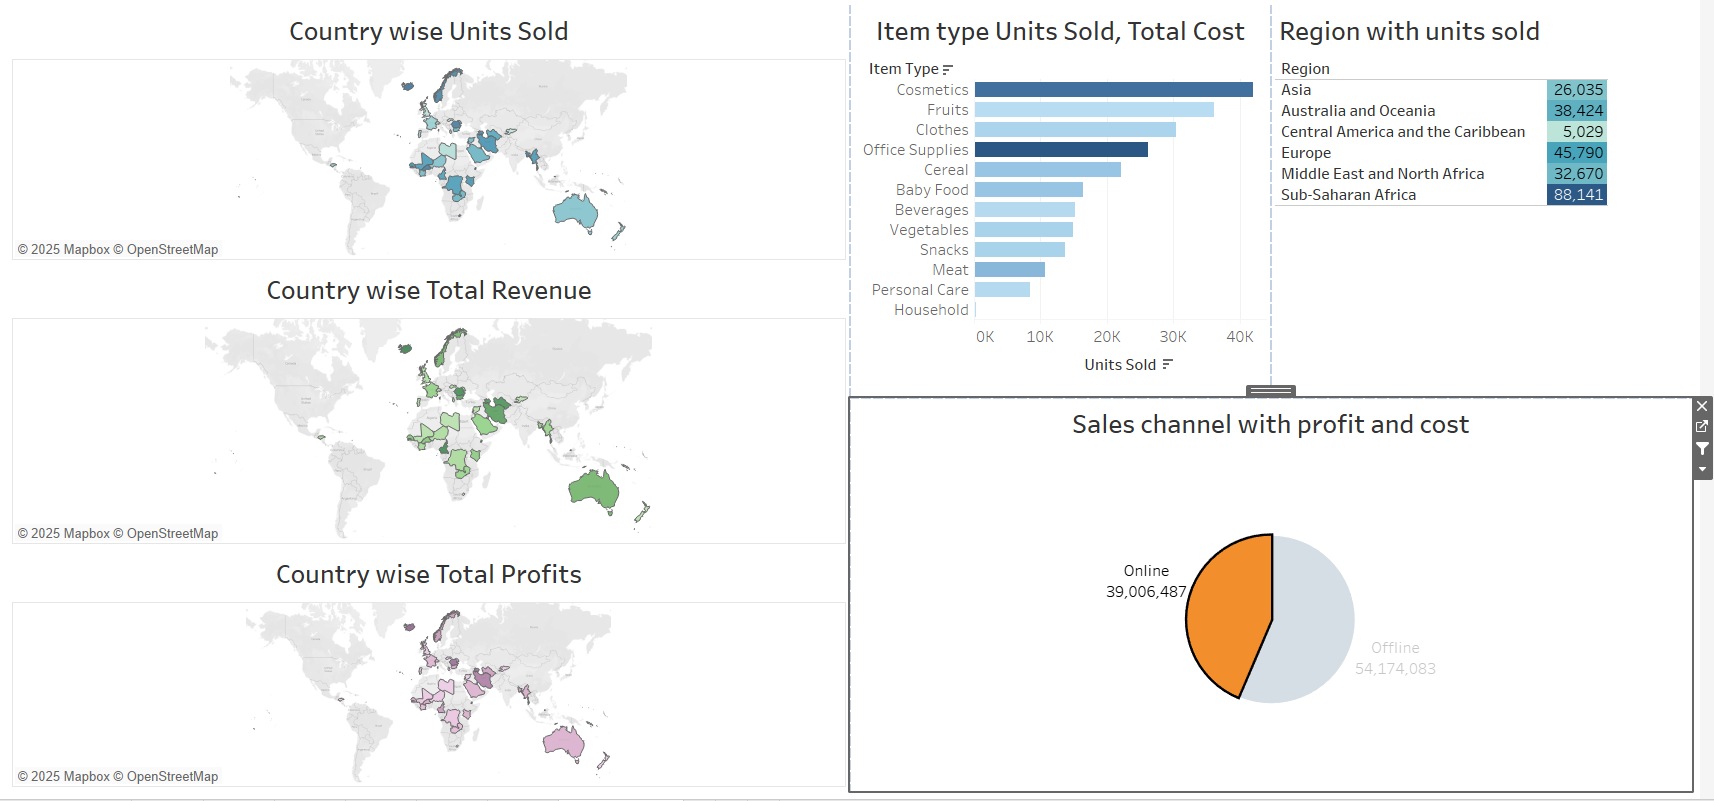 Country wise Units Sold
© 2025 Mapbox © OpenStreetMap
Country wise Total Revenue
© 2025 Mapbox © OpenStreetMap
Country wise Total Profits
© 2025 Mapbox © OpenStreetMap
Item type Units Sold, Total Cost
Item Type
Cosmetics
Fruits
Clothes
Office Supplies
Cereal
Baby Food
Beverages
Vegetables
Snacks
Meat
Personal Care
Household
0K 10K 20K 30K 40K
Units Sold
Region with units sold
Region
Asia 26,035
Australia and Oceania 38,424
Central America and the Caribbean 5,029
Europe 45,790
Middle East and North Africa 32,670
Sub-Saharan Africa 88,141
Sales channel with profit and cost
Online
39,006,487
Offline
54,174,083